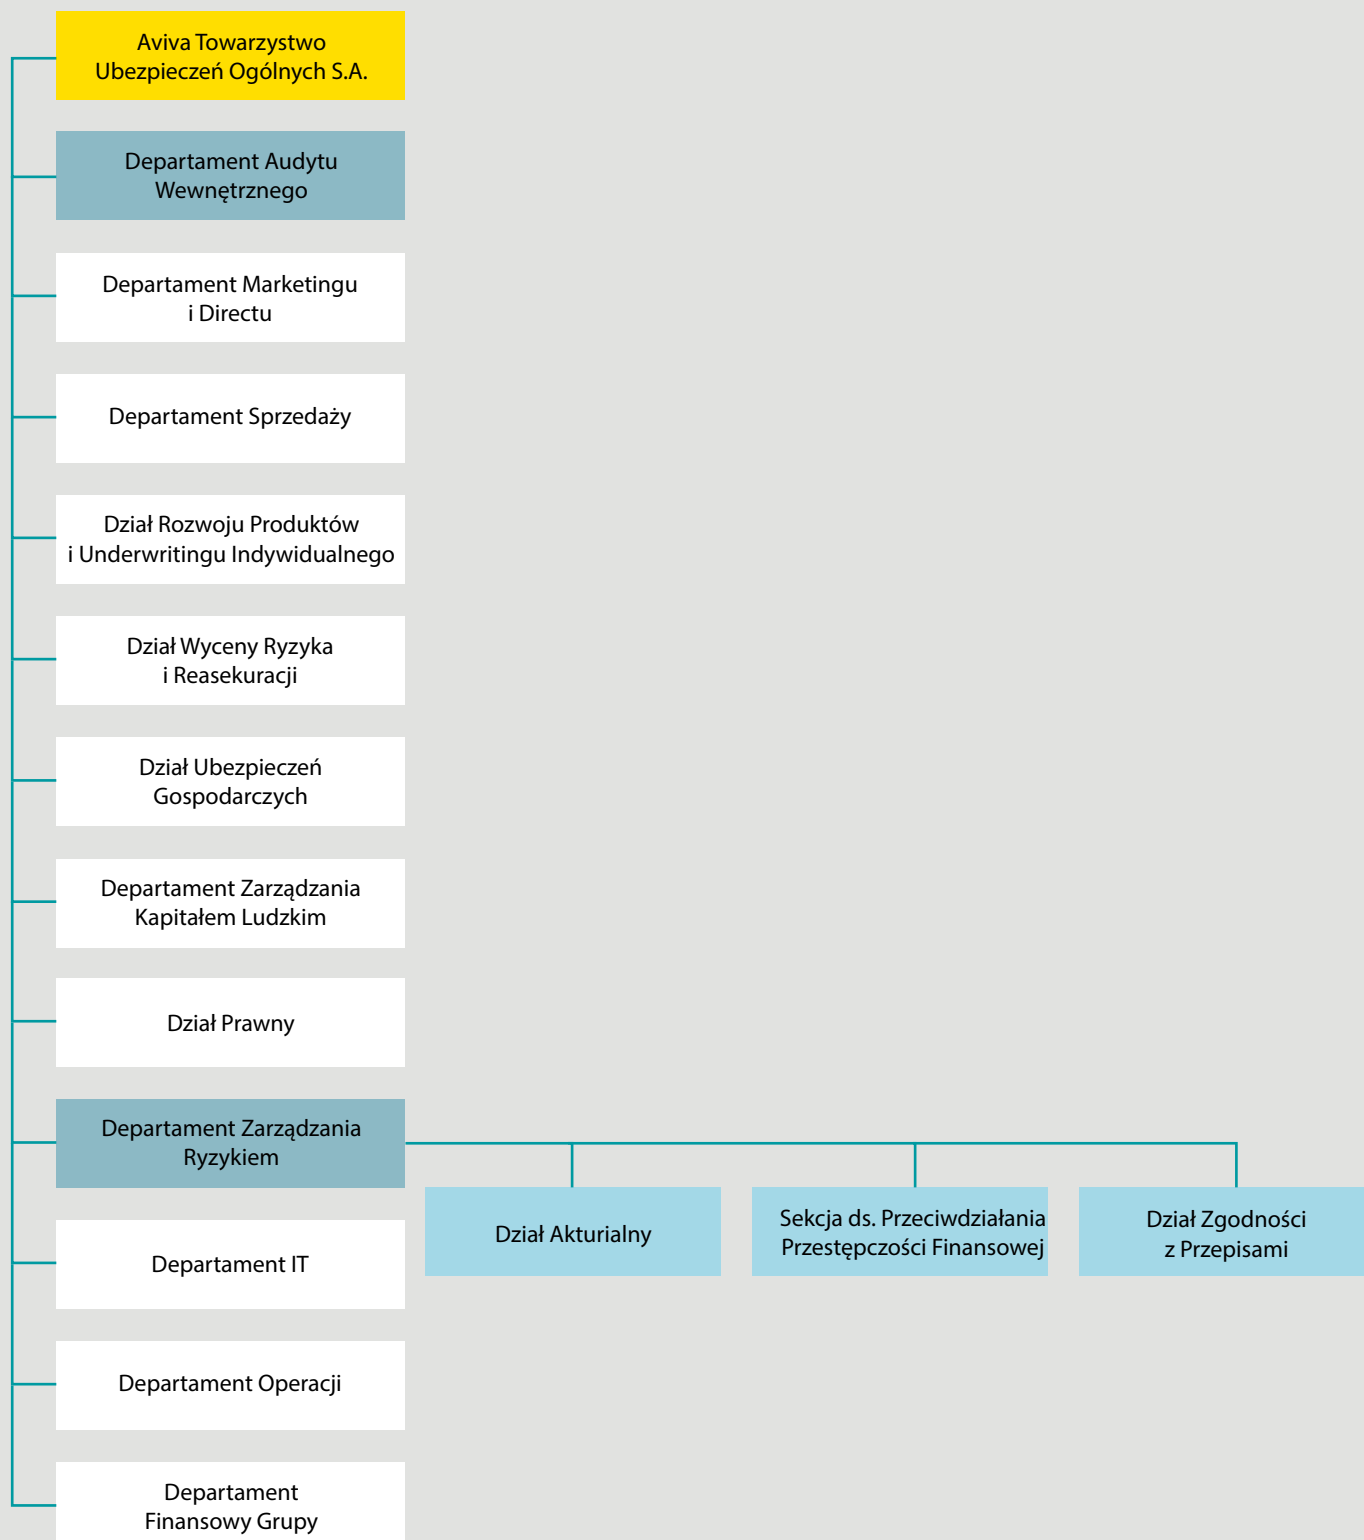 Aviva Towarzystwo
Ubezpieczeń Ogólnych S.A.
Departament Audytu
Wewnętrznego
Departament Marketingu
i Directu
Departament Sprzedaży
Dział Rozwoju Produktów
i Underwritingu Indywidualnego
Dział Wyceny Ryzyka
i Reasekuracji
Dział Ubezpieczeń
Gospodarczych
Departament Zarządzania
Kapitałem Ludzkim
Dział Prawny
Departament Zarządzania
Ryzykiem
Dział Akturialny
Sekcja ds. Przeciwdziałania
Przestępczości Finansowej
Dział Zgodności
z Przepisami
Departament IT
Departament Operacji
Departament
Finansowy Grupy